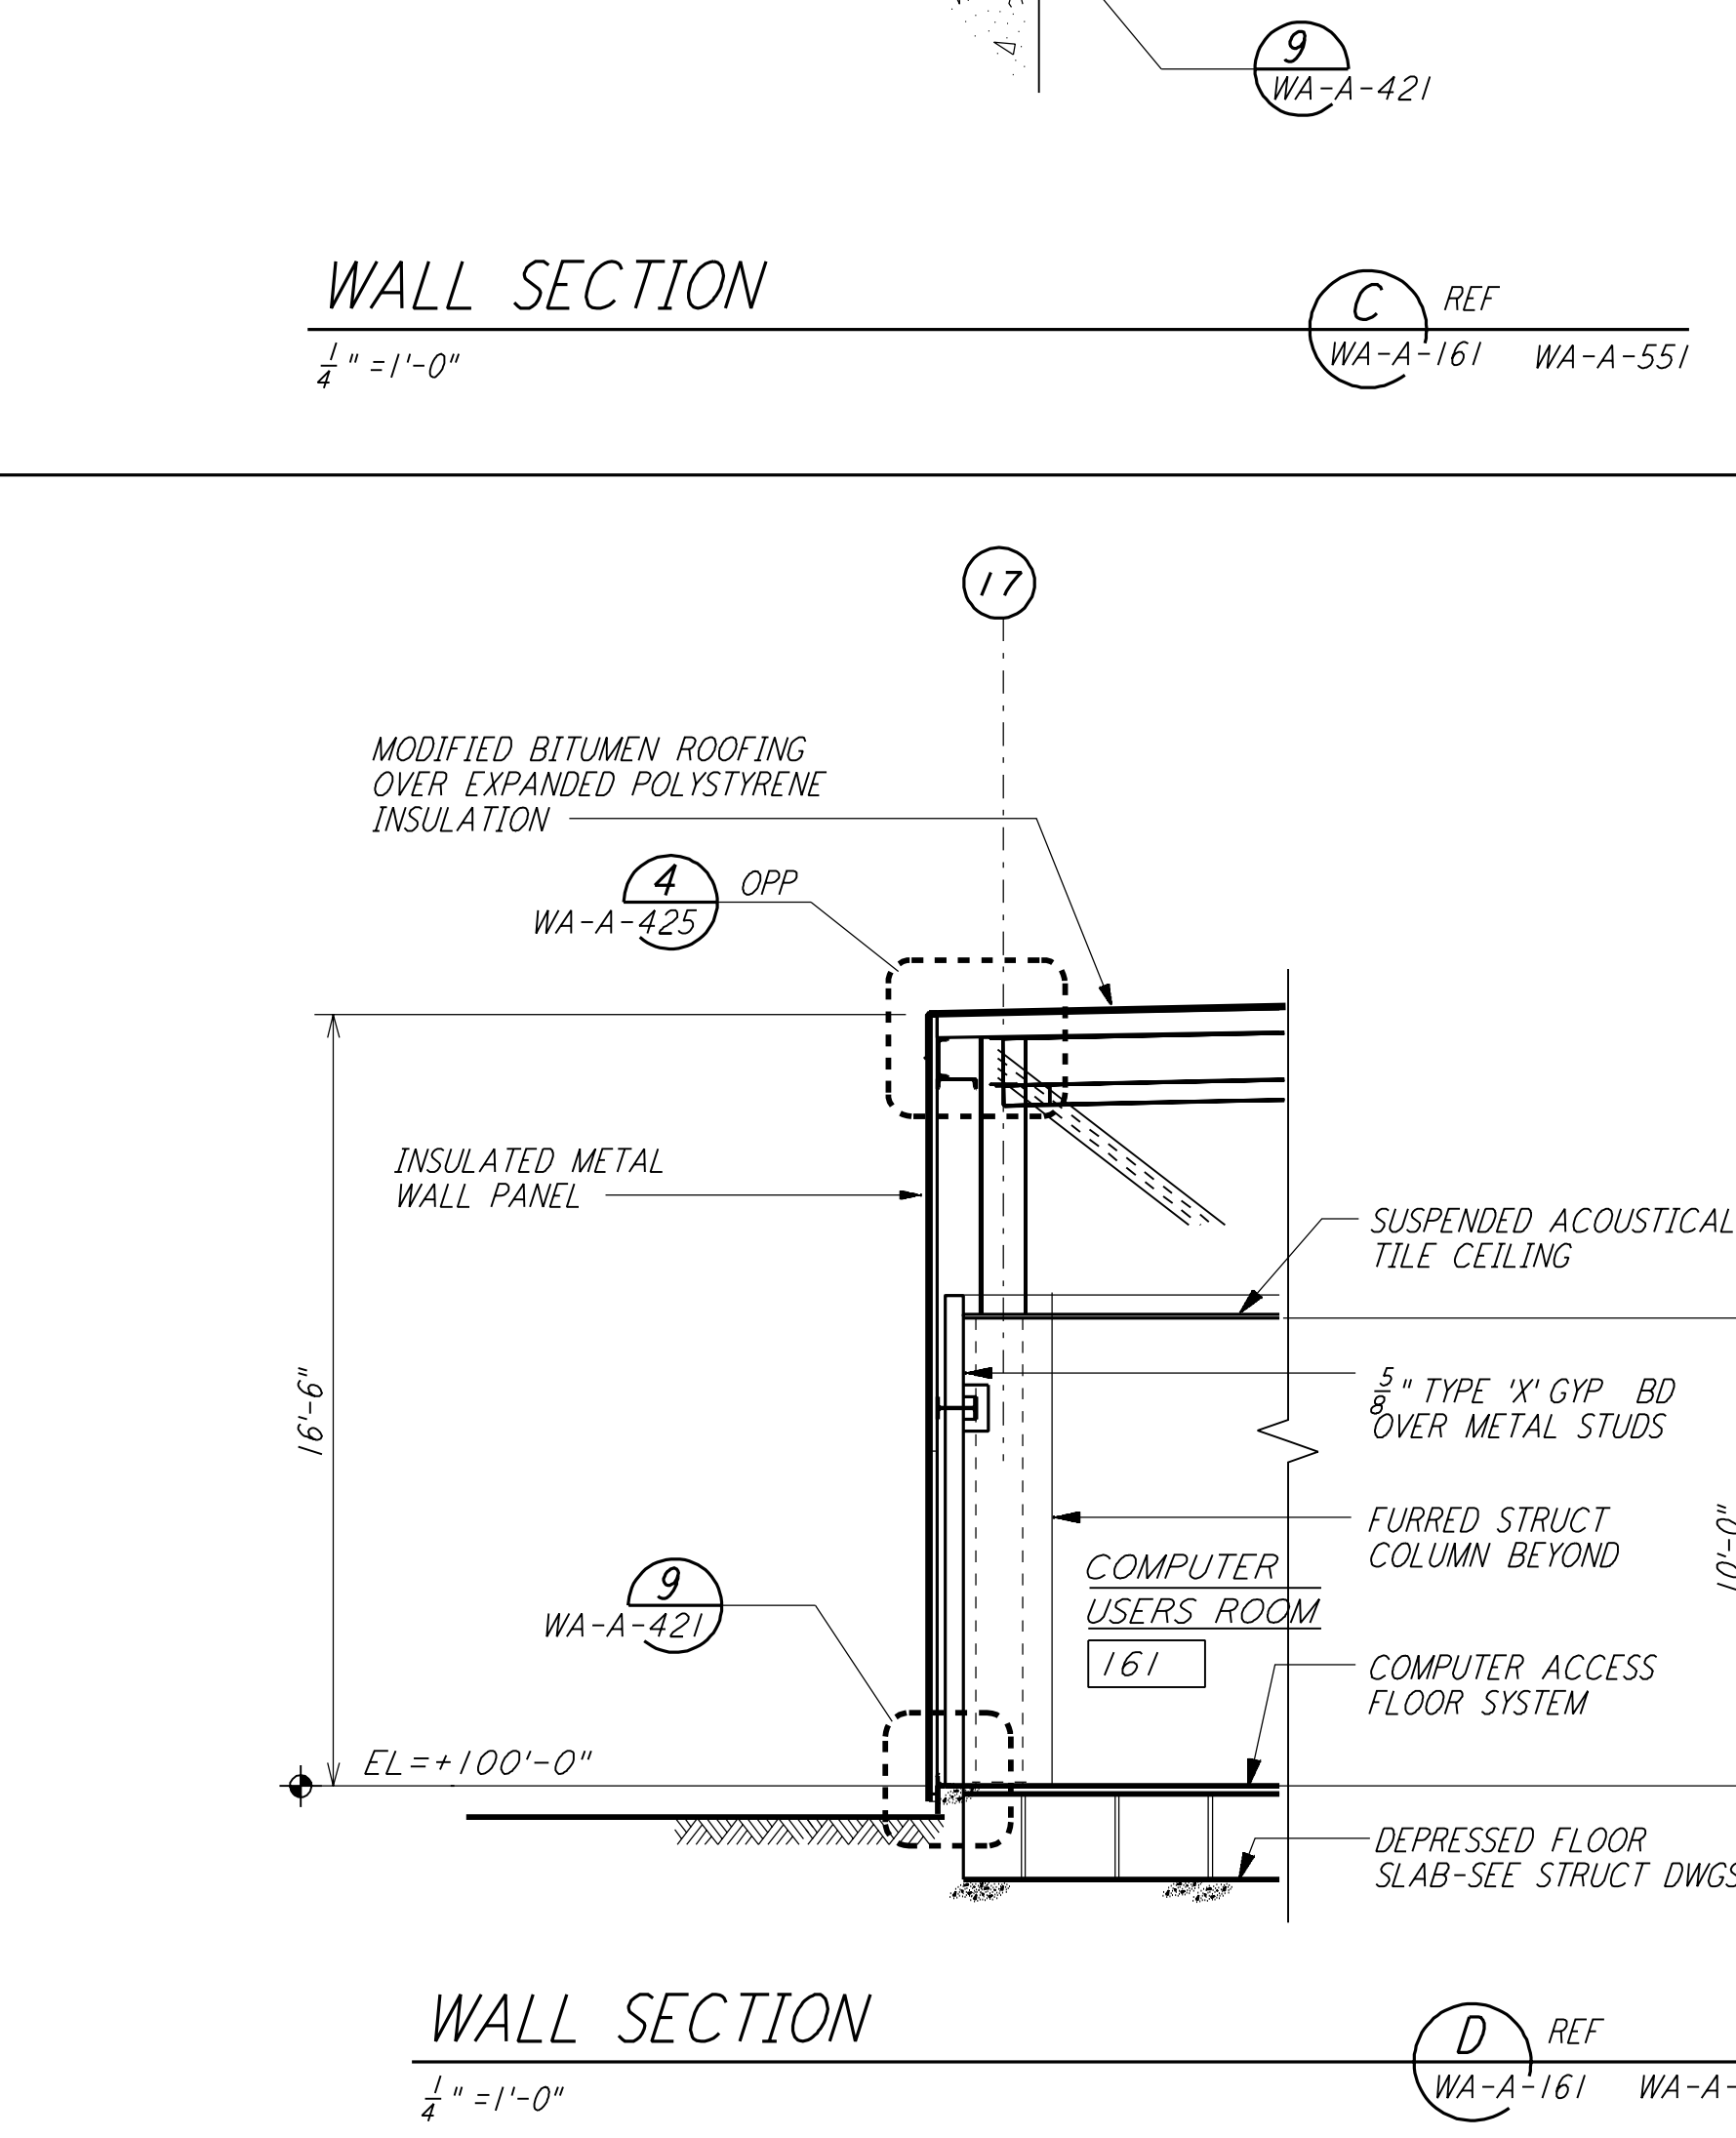 9
WA-A-421
WALL SECTION
1/4" =1'-0"
C
REF
WA-A-161
WA-A-551
17
MODIFIED BITUMEN ROOFING
OVER EXPANDED POLYSTYRENE
INSULATION
4
OPP
WA-A-425
INSULATED METAL
WALL PANEL
SUSPENDED ACOUSTICAL
TILE CEILING
16'-6"
5/8" TYPE 'X' GYP BD
OVER METAL STUDS
FURRED STRUCT
COLUMN BEYOND
10'-0"
COMPUTER
USERS ROOM
161
9
WA-A-421
COMPUTER ACCESS
FLOOR SYSTEM
EL=+100'-0"
DEPRESSED FLOOR
SLAB-SEE STRUCT DWGS
WALL SECTION
1/4" =1'-0"
D
REF
WA-A-161
WA-A-